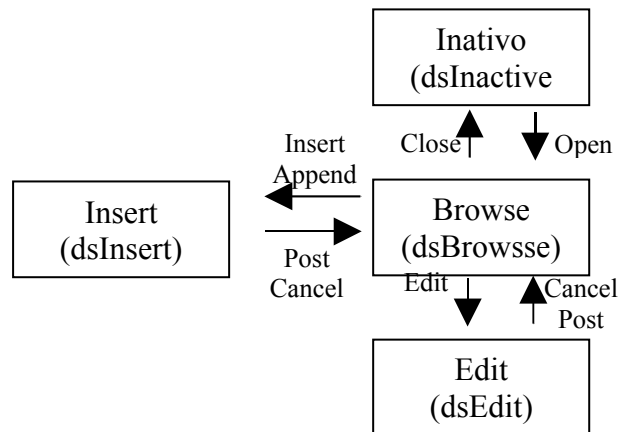 Inativo
(dsInactive
Close
Open
Insert
Append
Insert
(dsInsert)
Post
Cancel
Browse
(dsBrowsse)
Edit
Cancel
Post
Edit
(dsEdit)